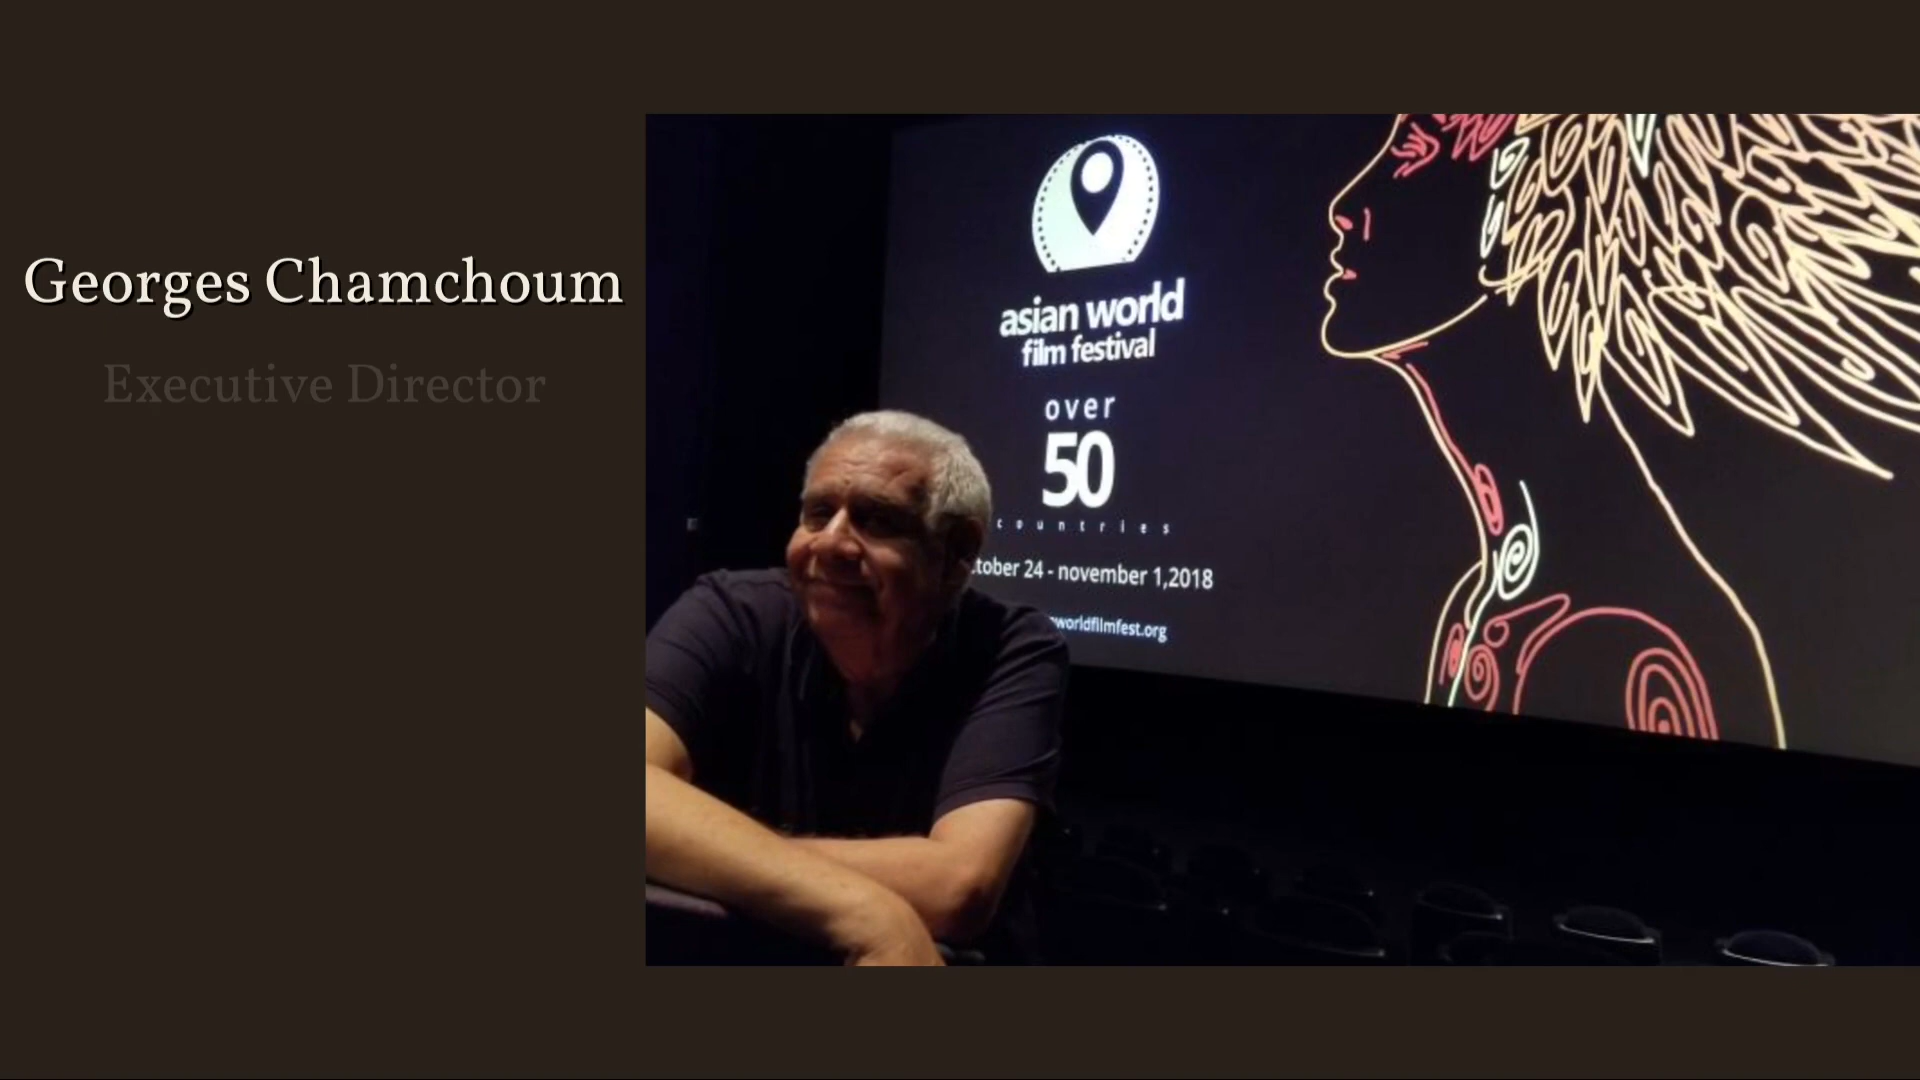 Georges Chamchoum
Executive Director
asian world
film festival
over
50
countries
tober 24 - november 1,2018
worldfilmfest.org